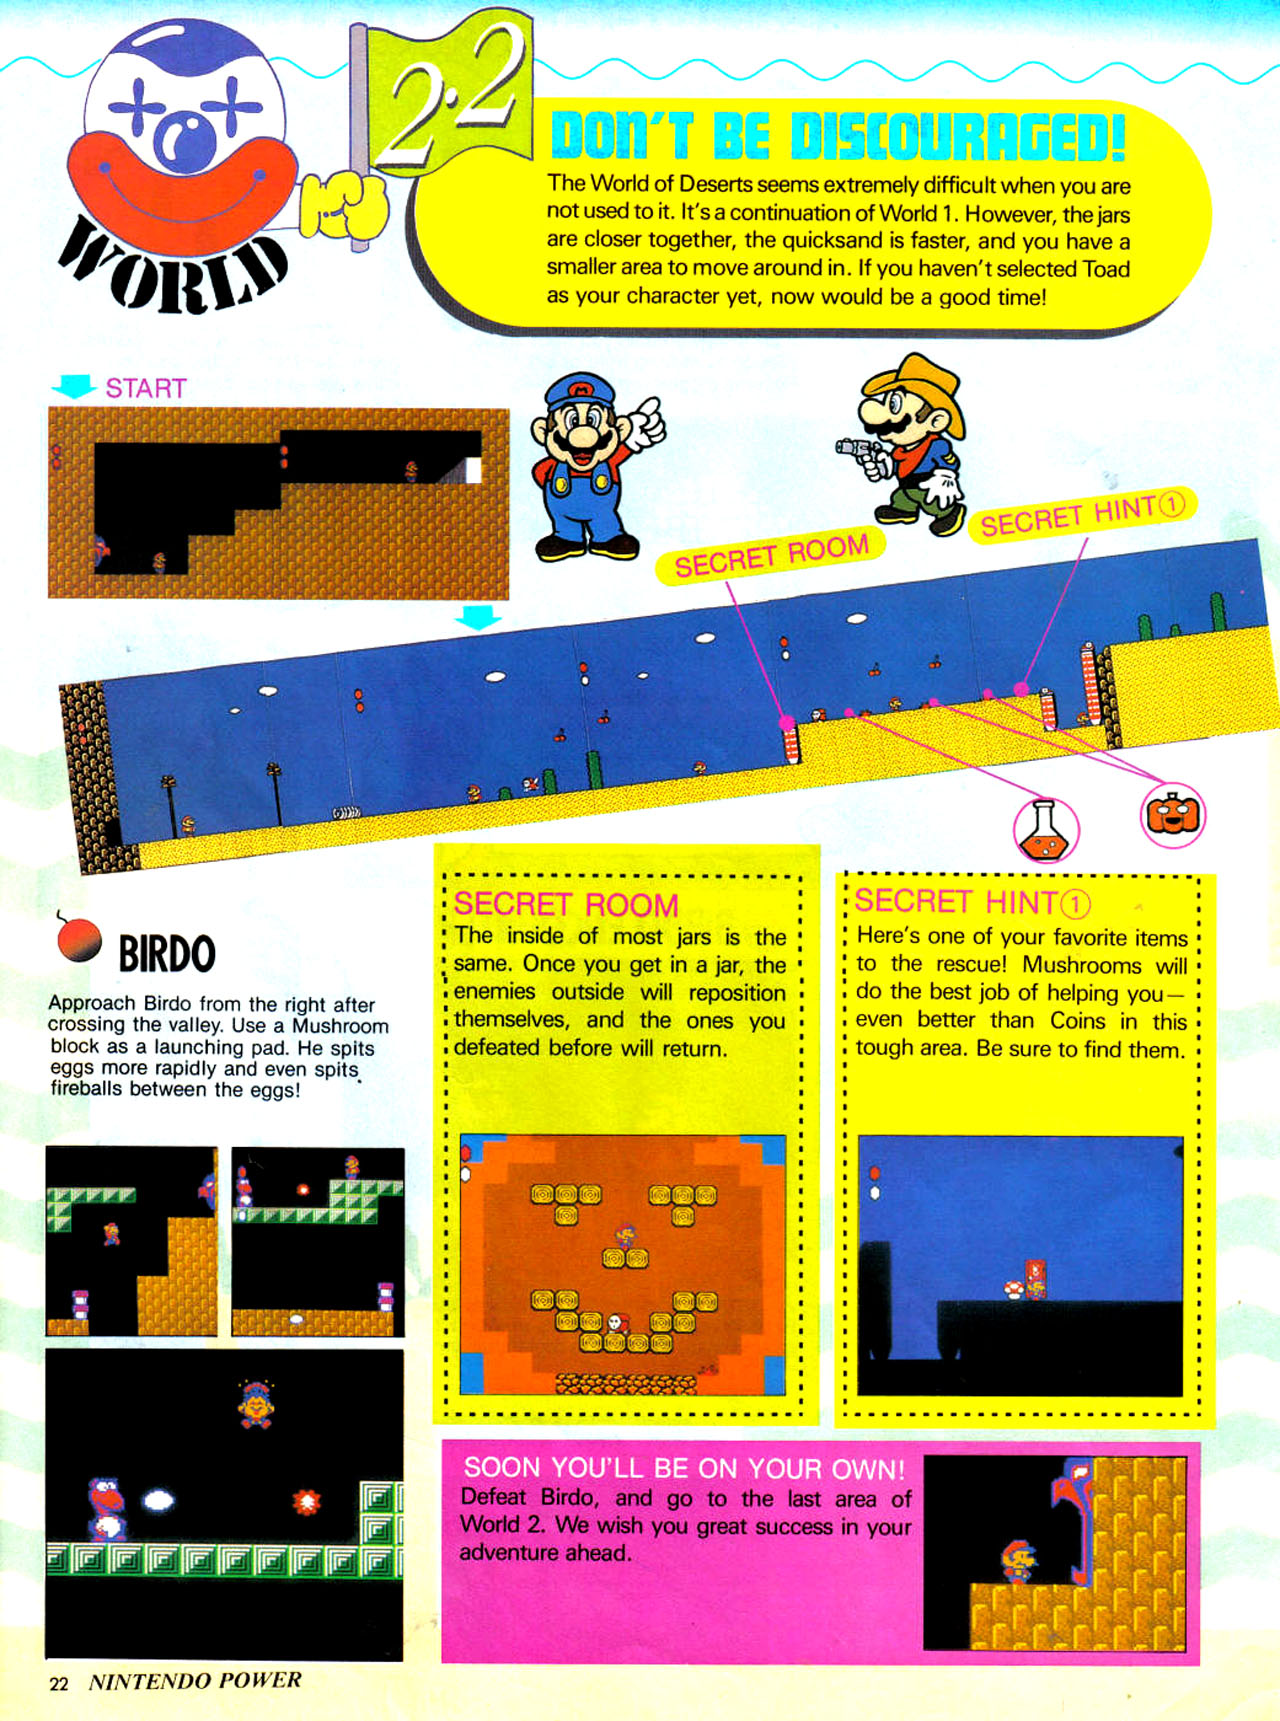 WORLD
2-2
DON'T BE DISCOURAGED!
The World of Deserts seems extremely difficult when you are
not used to it. It's a continuation of World 1. However, the jars
are closer together, the quicksand is faster, and you have a
smaller area to move around in. If you haven't selected Toad
as your character yet, now would be a good time!
START
SECRET ROOM
SECRET HINT①
BIRDO
Approach Birdo from the right after
crossing the valley. Use a Mushroom
block as a launching pad. He spits
eggs more rapidly and even spits
fireballs between the eggs!
SECRET ROOM
The inside of most jars is the
same. Once you get in a jar, the
enemies outside will reposition
themselves, and the ones you
defeated before will return.
SECRET HINT①
Here's one of your favorite items
to the rescue! Mushrooms will
do the best job of helping you—
even better than Coins in this
tough area. Be sure to find them.
SOON YOU'LL BE ON YOUR OWN!
Defeat Birdo, and go to the last area of
World 2. We wish you great success in your
adventure ahead.
22 NINTENDO POWER